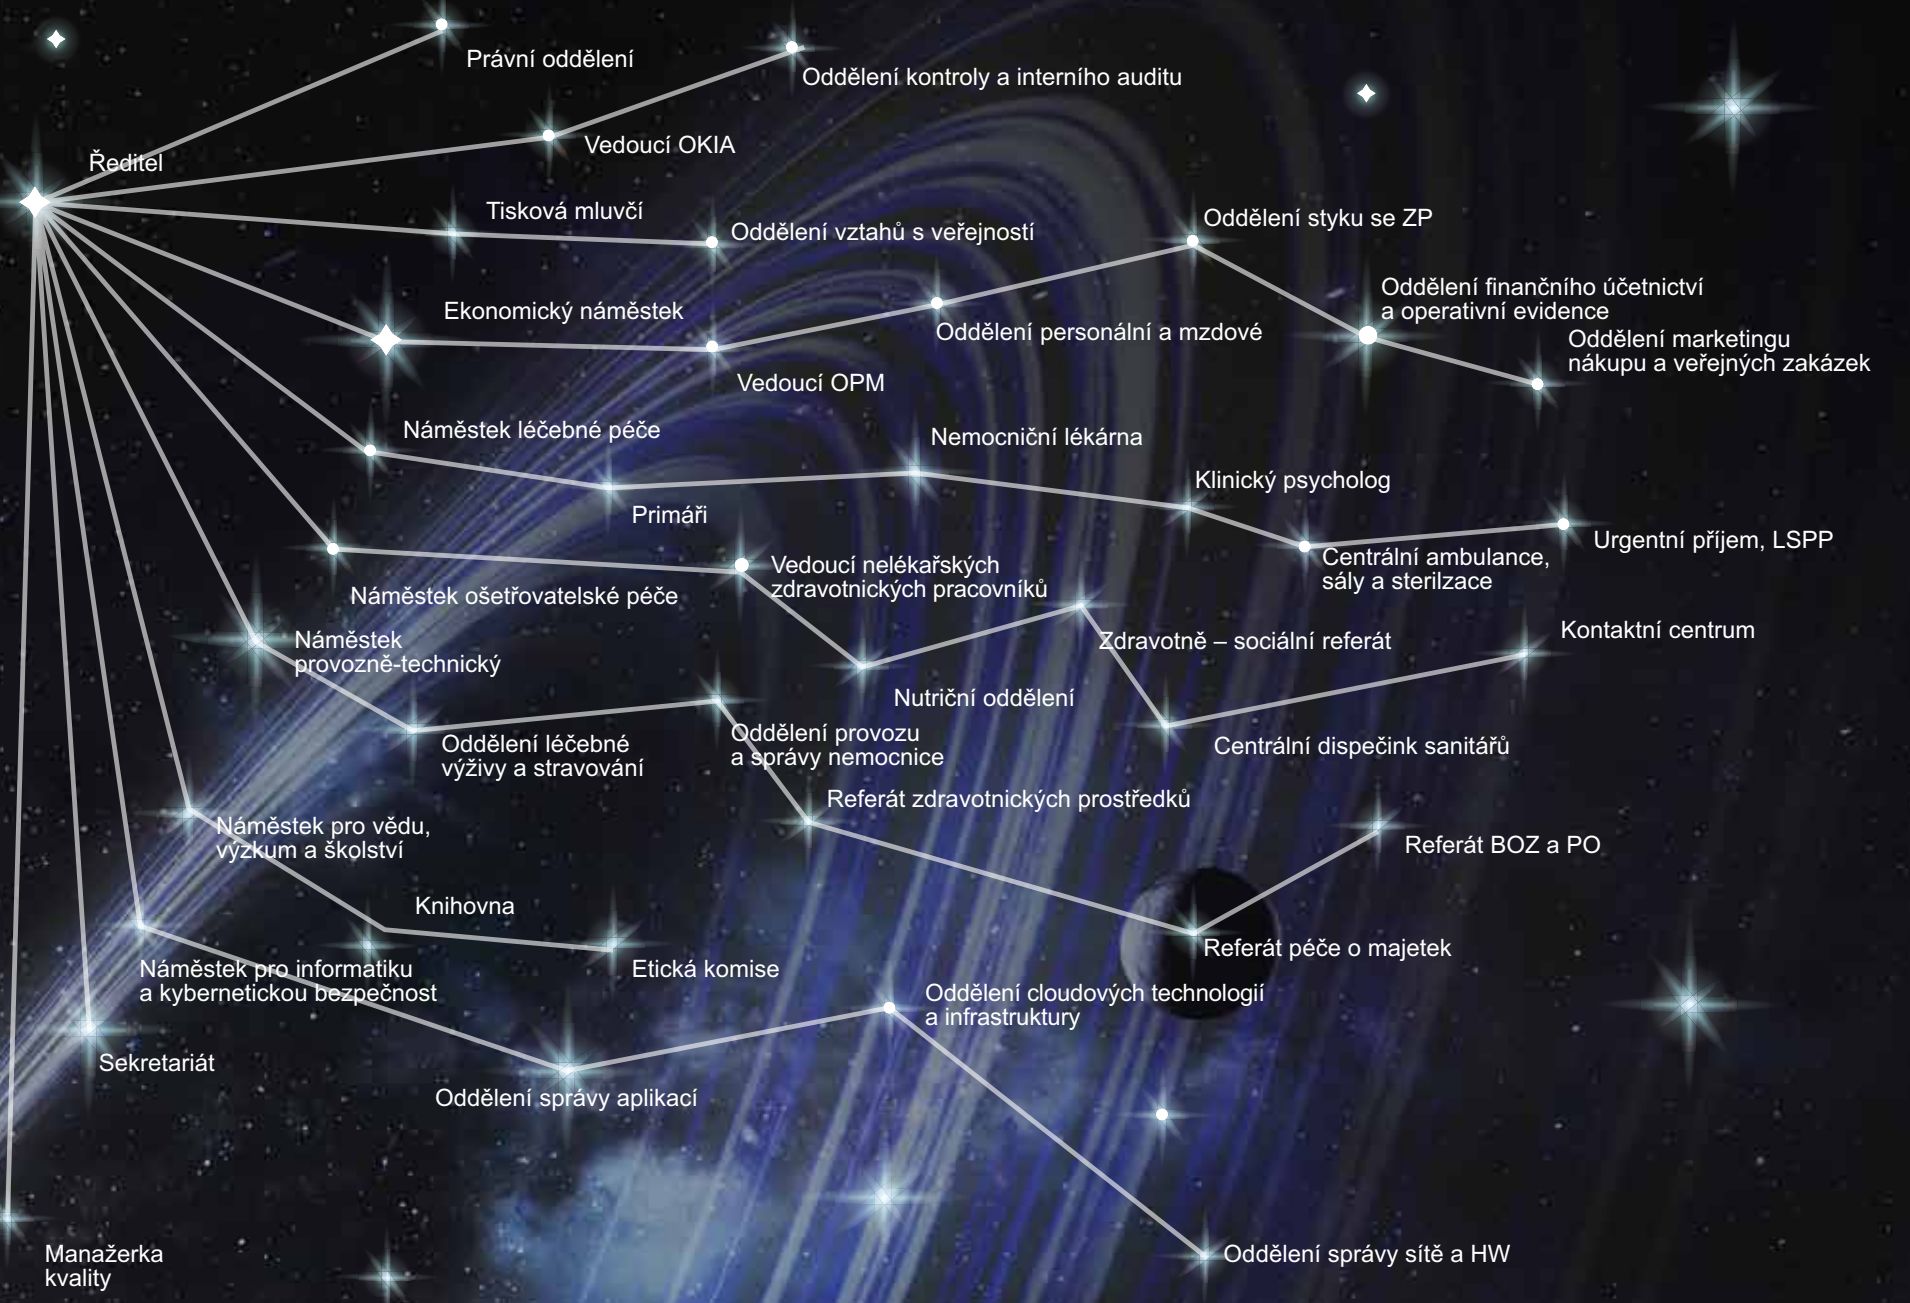 Právní oddělení
Oddělení kontroly a interního auditu
Vedoucí OKIA
Ředitel
Tisková mluvčí
Oddělení vztahů s veřejností
Oddělení styku se ZP
Ekonomický náměstek
Oddělení personální a mzdové
Oddělení finančního účetnictví
a operativní evidence
Oddělení marketingu
nákupu a veřejných zakázek
Vedoucí OPM
Náměstek léčebné péče
Nemocniční lékárna
Klinický psycholog
Primáři
Centrální ambulance,
sály a sterilzace
Urgentní příjem, LSPP
Vedoucí nelékařských
zdravotnických pracovníků
Náměstek ošetřovatelské péče
Náměstek
provozně-technický
Zdravotně – sociální referát
Kontaktní centrum
Nutriční oddělení
Oddělení léčebné
výživy a stravování
Oddělení provozu
a správy nemocnice
Centrální dispečink sanitářů
Referát zdravotnických prostředků
Náměstek pro vědu,
výzkum a školství
Referát BOZ a PO
Knihovna
Etická komise
Referát péče o majetek
Náměstek pro informatiku
a kybernetickou bezpečnost
Oddělení cloudových technologií
a infrastruktury
Sekretariát
Oddělení správy aplikací
Manažerka
kvality
Oddělení správy sítě a HW